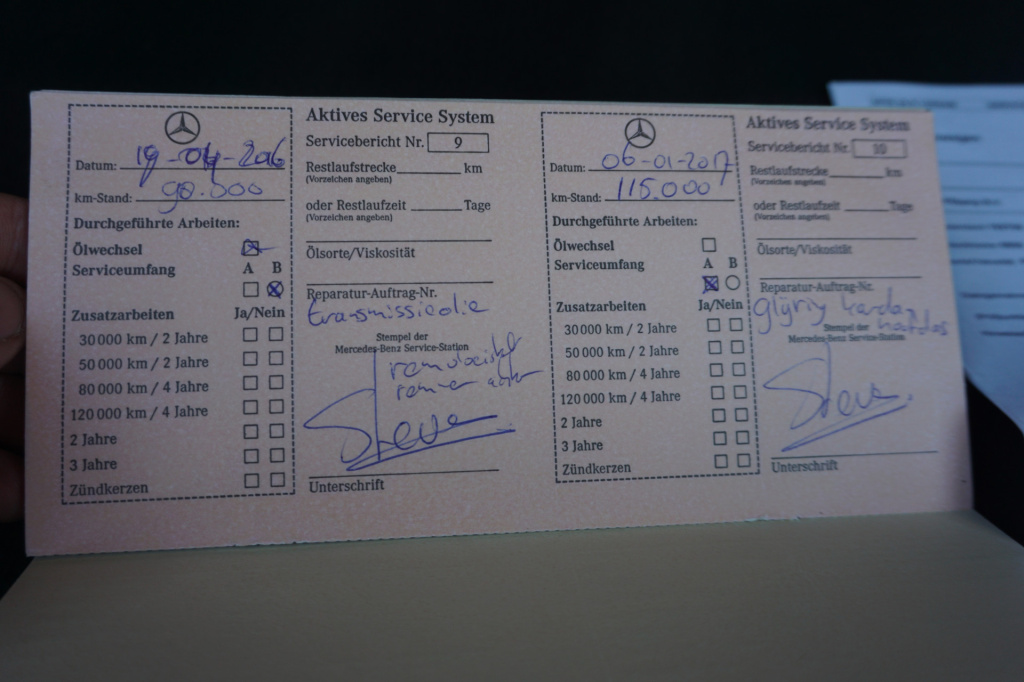 Datum: 19-04-2016
km-Stand: 90.000
Durchgeführte Arbeiten:
Ölwechsel
Serviceumfang A B
Zusatzarbeiten Ja/Nein
30 000 km / 2 Jahre
50 000 km / 2 Jahre
80 000 km / 4 Jahre
120 000 km / 4 Jahre
2 Jahre
3 Jahre
Zündkerzen
Aktives Service System
Servicebericht Nr. 9
Restlaufstrecke km
(Vorzeichen angeben)
oder Restlaufzeit Tage
(Vorzeichen angeben)
Ölsorte/Viskosität
Reparatur-Auftrag-Nr.
transmissieolie
Stempel der
Mercedes-Benz Service-Station
remvloeistof
remmen achter
Steve
Unterschrift
Datum: 06-01-2017
km-Stand: 115.000
Durchgeführte Arbeiten:
Ölwechsel
Serviceumfang A B
Zusatzarbeiten Ja/Nein
30 000 km / 2 Jahre
50 000 km / 2 Jahre
80 000 km / 4 Jahre
120 000 km / 4 Jahre
2 Jahre
3 Jahre
Zündkerzen
Aktives Service System
Servicebericht Nr. 10
Restlaufstrecke km
(Vorzeichen angeben)
oder Restlaufzeit Tage
(Vorzeichen angeben)
Ölsorte/Viskosität
Reparatur-Auftrag-Nr.
Stempel der
Mercedes-Benz Service-Station
Steve
Unterschrift